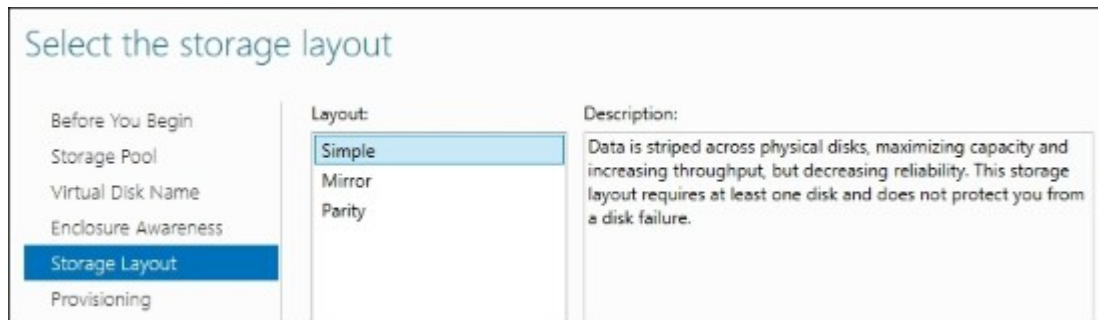 Select the storage layout
Before You Begin
Storage Pool
Virtual Disk Name
Enclosure Awareness
Storage Layout
Provisioning
Layout:
Simple
Mirror
Parity
Description:
Data is striped across physical disks, maximizing capacity and
increasing throughput, but decreasing reliability. This storage
layout requires at least one disk and does not protect you from
a disk failure.